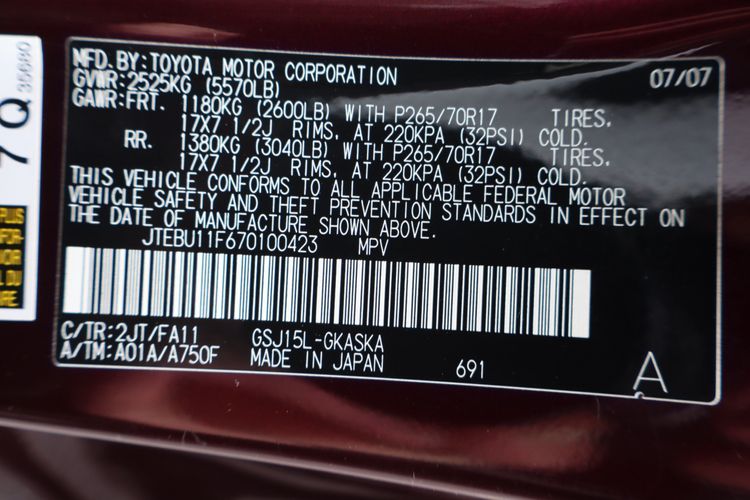 MFD.BY:TOYOTA MOTOR CORPORATION 07/07
GVWR:2525KG (5570LB)
GAWR:FRT. 1180KG (2600LB) WITH P265/70R17 TIRES,
17X7 1/2J RIMS, AT 220KPA (32PSI) COLD.
RR. 1380KG (3040LB) WITH P265/70R17 TIRES,
17X7 1/2J RIMS, AT 220KPA (32PSI) COLD.
THIS VEHICLE CONFORMS TO ALL APPLICABLE FEDERAL MOTOR
VEHICLE SAFETY AND THEFT PREVENTION STANDARDS IN EFFECT ON
THE DATE OF MANUFACTURE SHOWN ABOVE.
JTEBU11F670100423 MPV
C/TR:2JT/FA11 GSJ15L-GKASKA
A/TM:A01A/A750F MADE IN JAPAN 691
A
7 Q 35680
PLUS